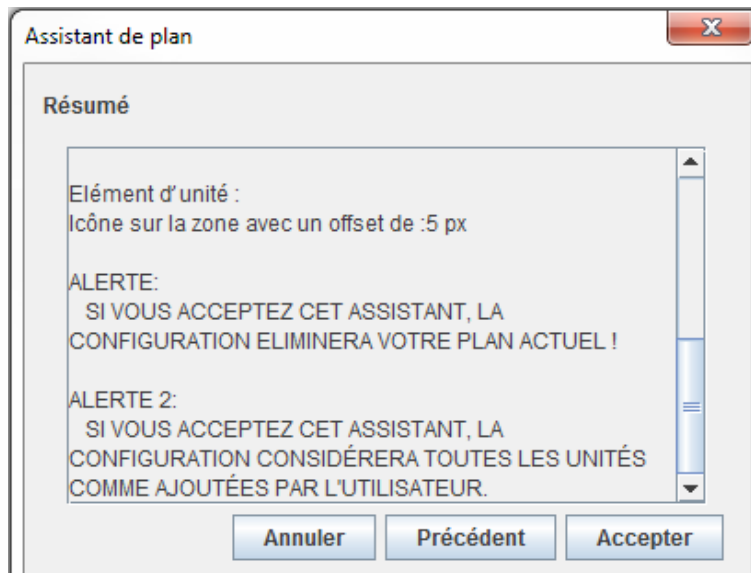 Assistant de plan
Résumé
Elément d'unité :
Icône sur la zone avec un offset de :5 px
ALERTE:
SI VOUS ACCEPTEZ CET ASSISTANT, LA
CONFIGURATION ELIMINERA VOTRE PLAN ACTUEL !
ALERTE 2:
SI VOUS ACCEPTEZ CET ASSISTANT, LA
CONFIGURATION CONSIDÉRERA TOUTES LES UNITÉS
COMME AJOUTÉES PAR L'UTILISATEUR.
Annuler
Précédent
Accepter